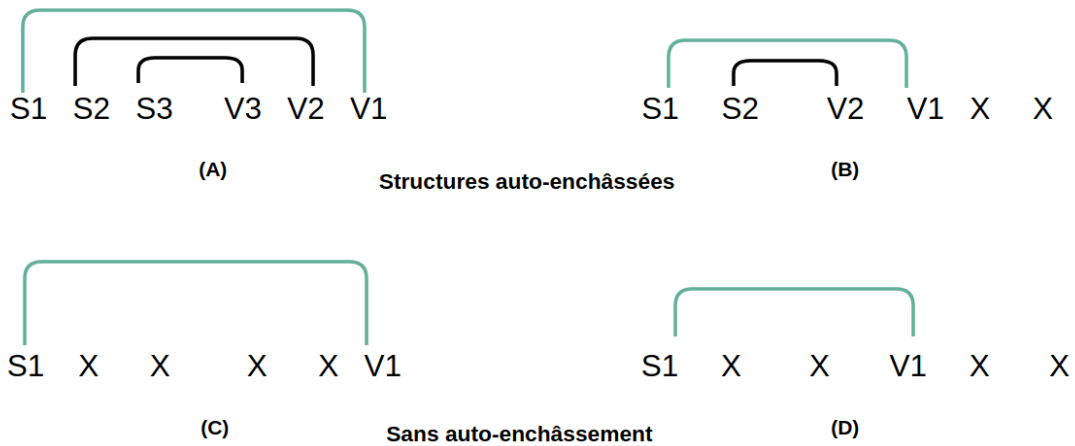 S1 S2 S3 V3 V2 V1
S1 S2 V2 V1 X X
(A)
(B)
Structures auto-enchâssées
S1 X X X X V1
S1 X X V1 X X
(C)
(D)
Sans auto-enchâssement